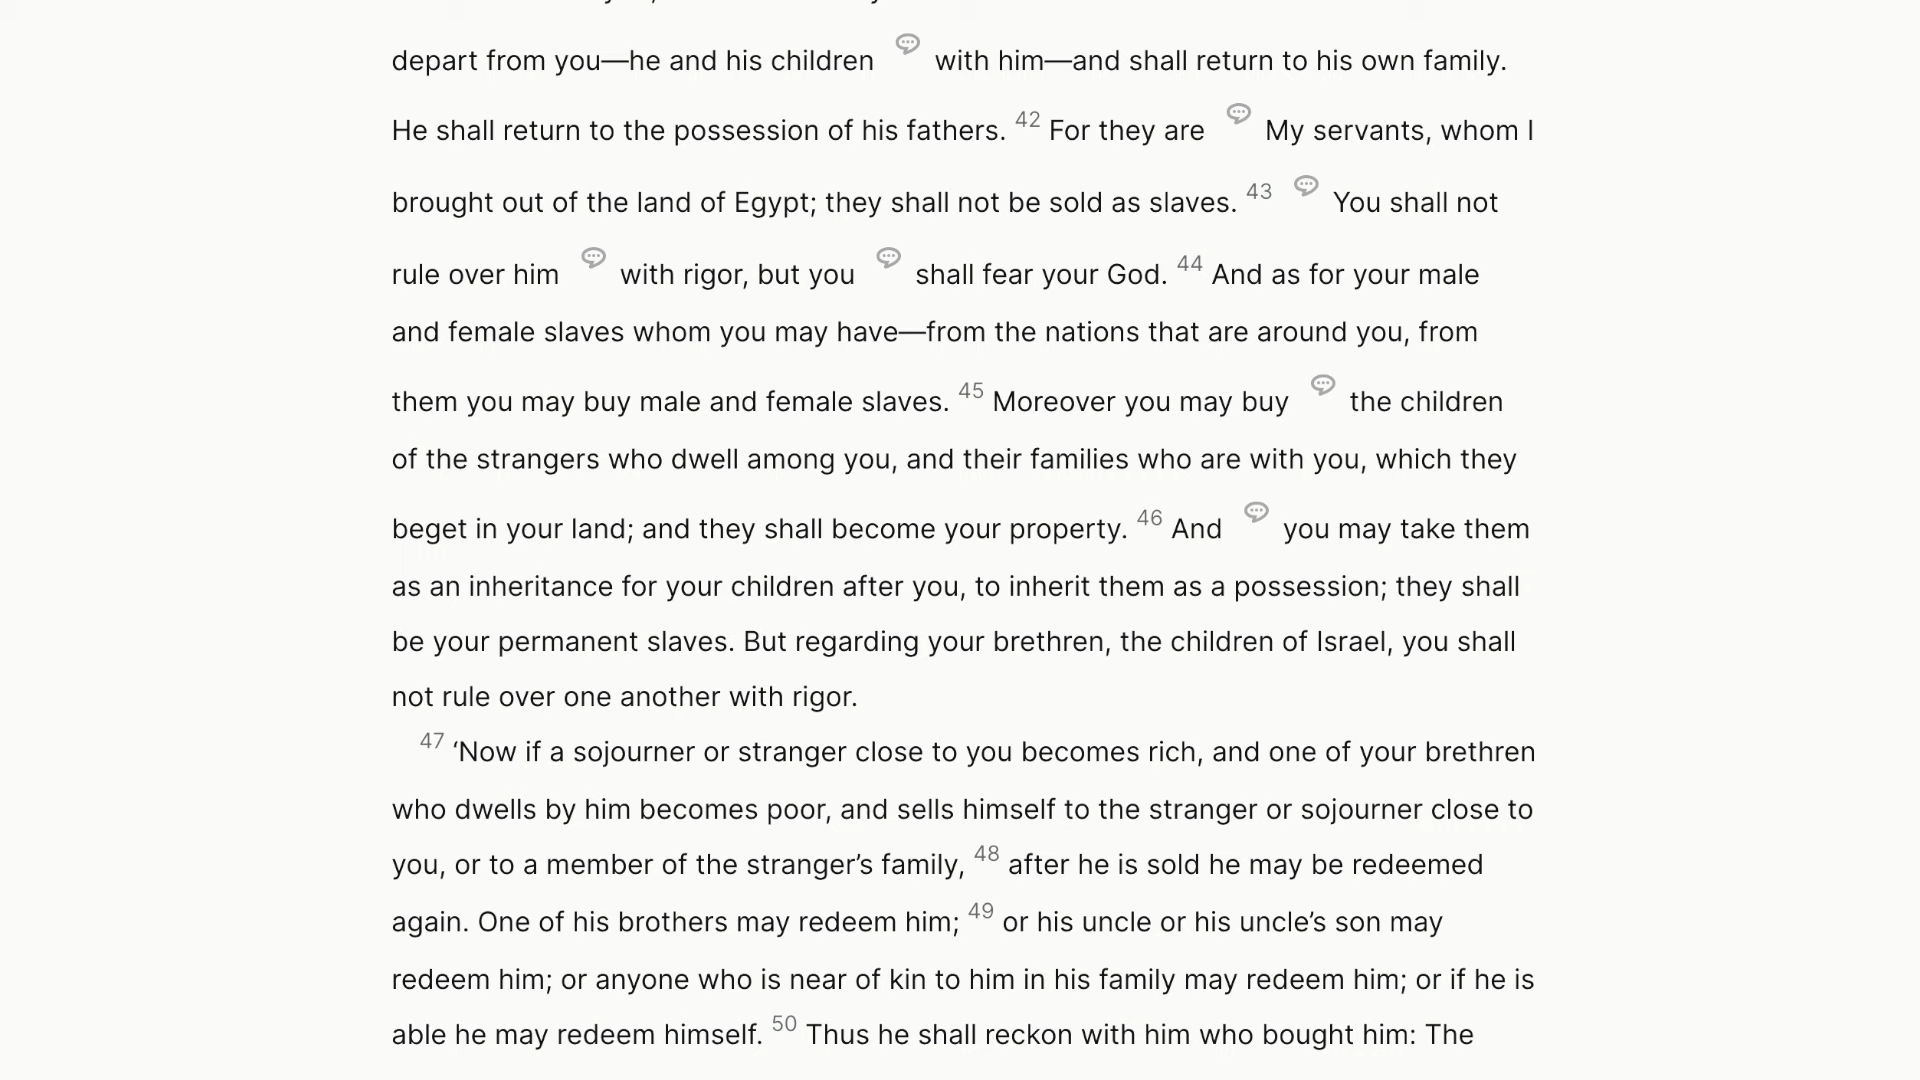 depart from you—he and his children with him—and shall return to his own family.
He shall return to the possession of his fathers. 42 For they are My servants, whom I
brought out of the land of Egypt; they shall not be sold as slaves. 43 You shall not
rule over him with rigor, but you shall fear your God. 44 And as for your male
and female slaves whom you may have—from the nations that are around you, from
them you may buy male and female slaves. 45 Moreover you may buy the children
of the strangers who dwell among you, and their families who are with you, which they
beget in your land; and they shall become your property. 46 And you may take them
as an inheritance for your children after you, to inherit them as a possession; they shall
be your permanent slaves. But regarding your brethren, the children of Israel, you shall
not rule over one another with rigor.
47 ‘Now if a sojourner or stranger close to you becomes rich, and one of your brethren
who dwells by him becomes poor, and sells himself to the stranger or sojourner close to
you, or to a member of the stranger’s family, 48 after he is sold he may be redeemed
again. One of his brothers may redeem him; 49 or his uncle or his uncle’s son may
redeem him; or anyone who is near of kin to him in his family may redeem him; or if he is
able he may redeem himself. 50 Thus he shall reckon with him who bought him: The